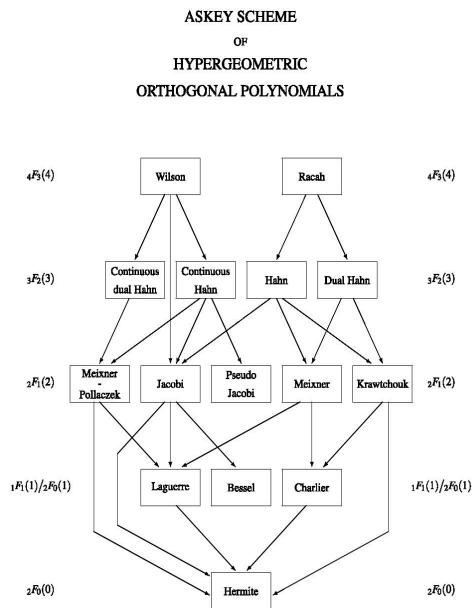 ASKEY SCHEME
OF
HYPERGEOMETRIC
ORTHOGONAL POLYNOMIALS
₄F₃(4) Wilson Racah ₄F₃(4)
₃F₂(3) Continuous dual Hahn Continuous Hahn Hahn Dual Hahn ₃F₂(3)
₂F₁(2) Meixner - Pollaczek Jacobi Pseudo Jacobi Meixner Krawtchouk ₂F₁(2)
₁F₁(1)/₂F₀(1) Laguerre Bessel Charlier ₁F₁(1)/₂F₀(1)
₂F₀(0) Hermite ₂F₀(0)